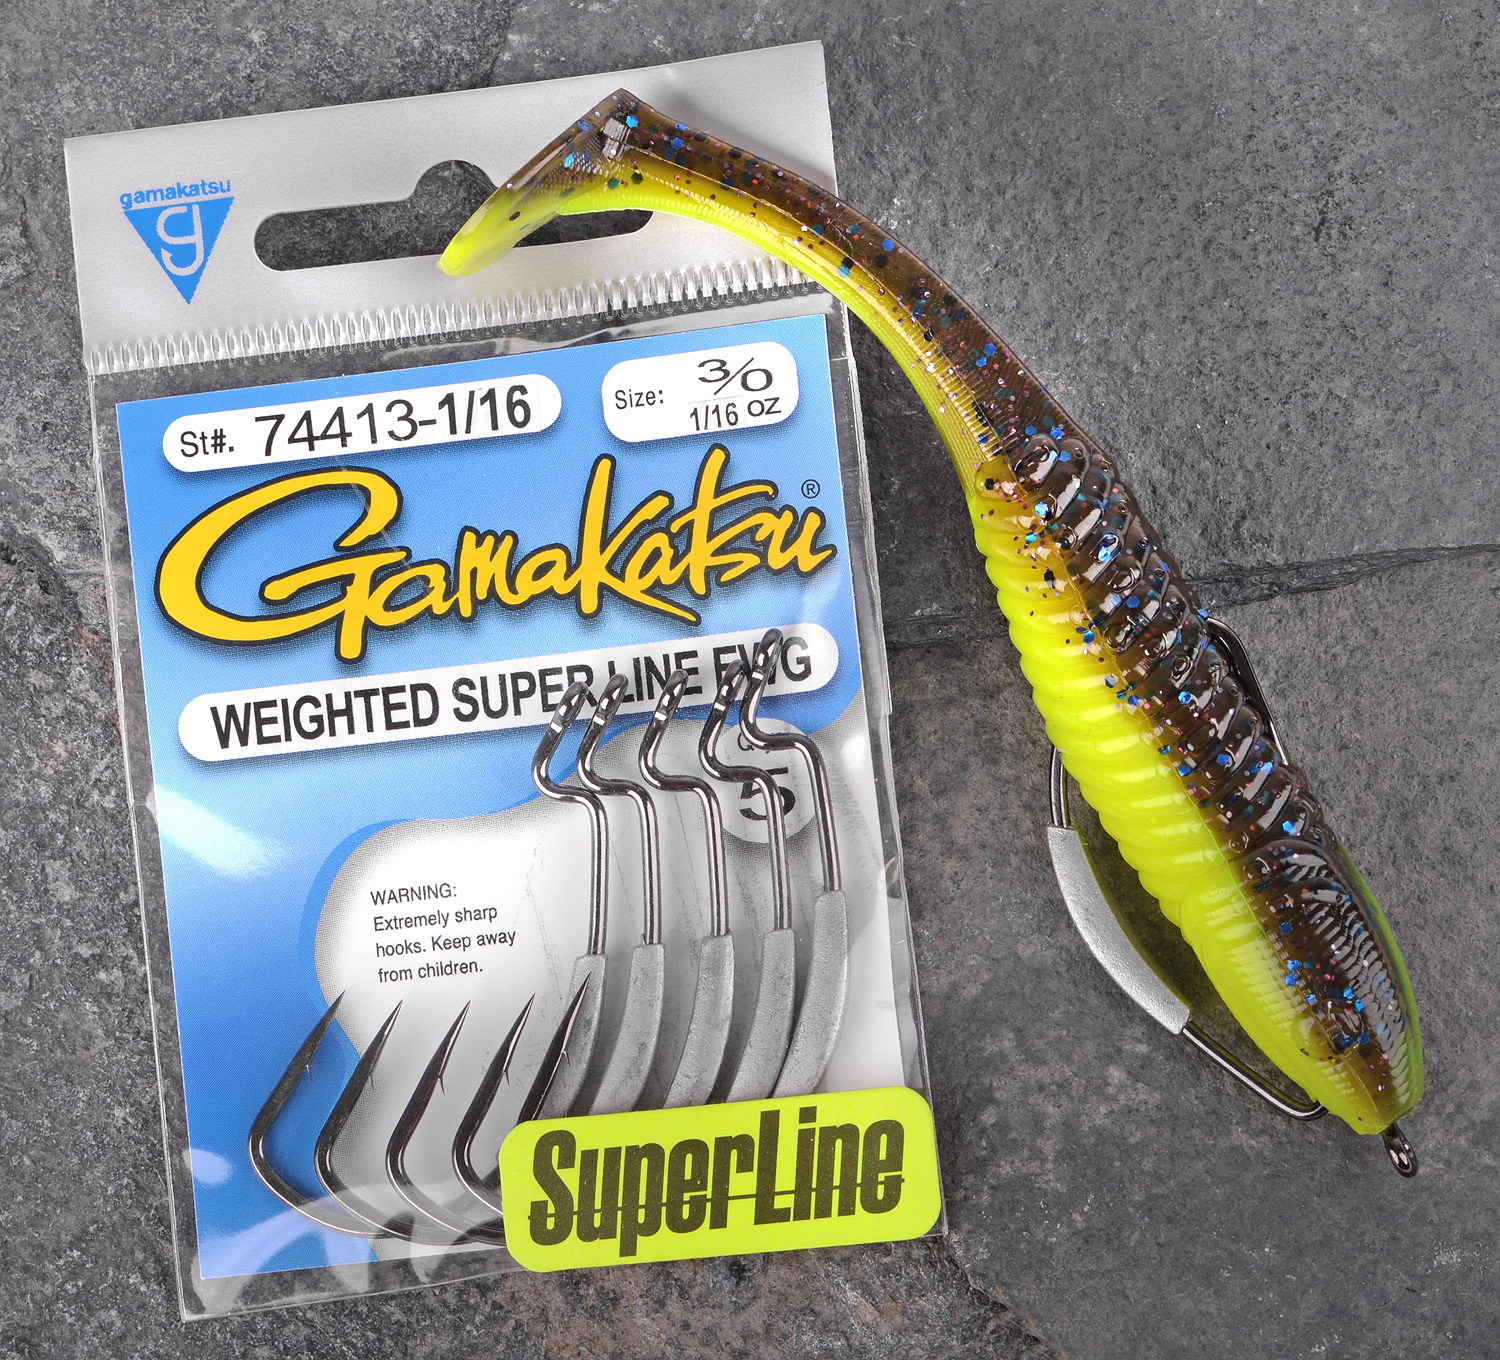 gamakatsu
g
St#. 74413-1/16
Size: 3/0
1/16 oz
Gamakatsu®
WEIGHTED SUPER LINE EWG
5
WARNING:
Extremely sharp
hooks. Keep away
from children.
SuperLine